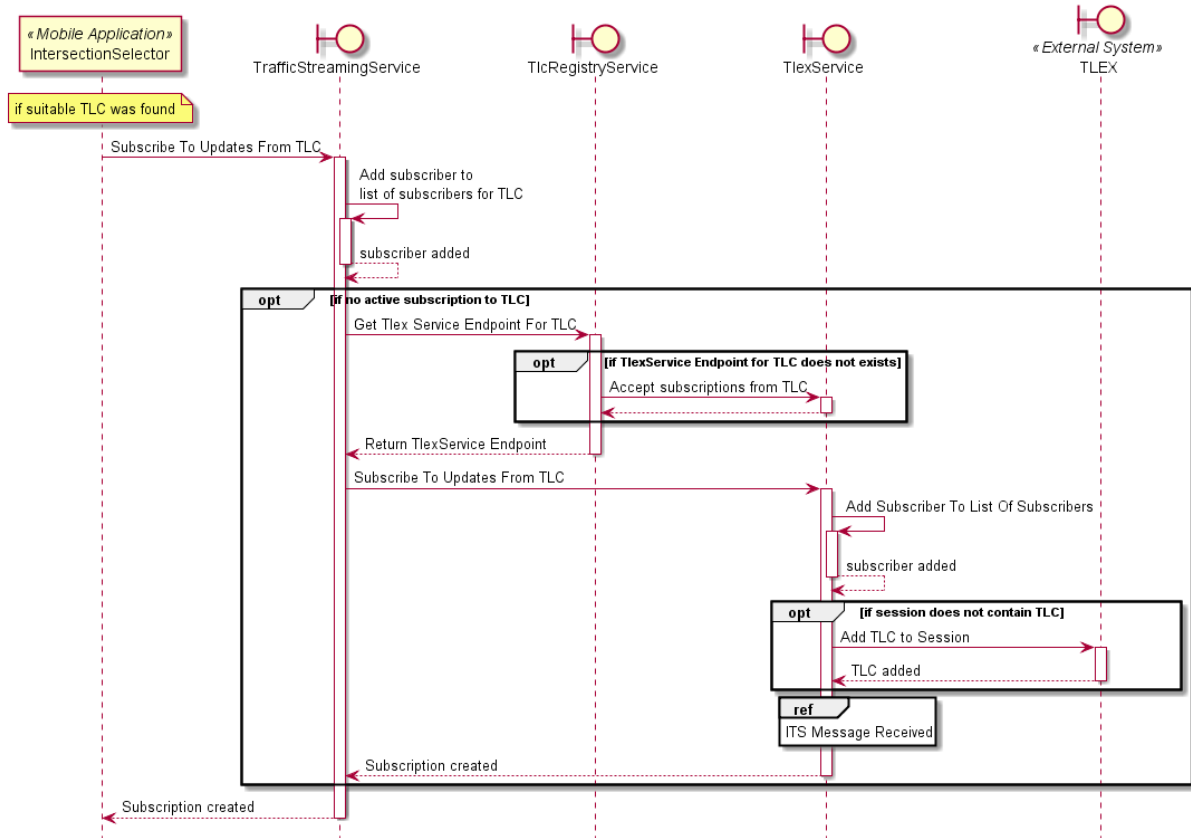 «Mobile Application»
IntersectionSelector
TrafficStreamingService
TlcRegistryService
TlexService
«External System»
TLEX
if suitable TLC was found
Subscribe To Updates From TLC
Add subscriber to
list of subscribers for TLC
subscriber added
opt [if no active subscription to TLC]
Get Tlex Service Endpoint For TLC
opt [if TlexService Endpoint for TLC does not exists]
Accept subscriptions from TLC
Return TlexService Endpoint
Subscribe To Updates From TLC
Add Subscriber To List Of Subscribers
subscriber added
opt [if session does not contain TLC]
Add TLC to Session
TLC added
ref
ITS Message Received
Subscription created
Subscription created